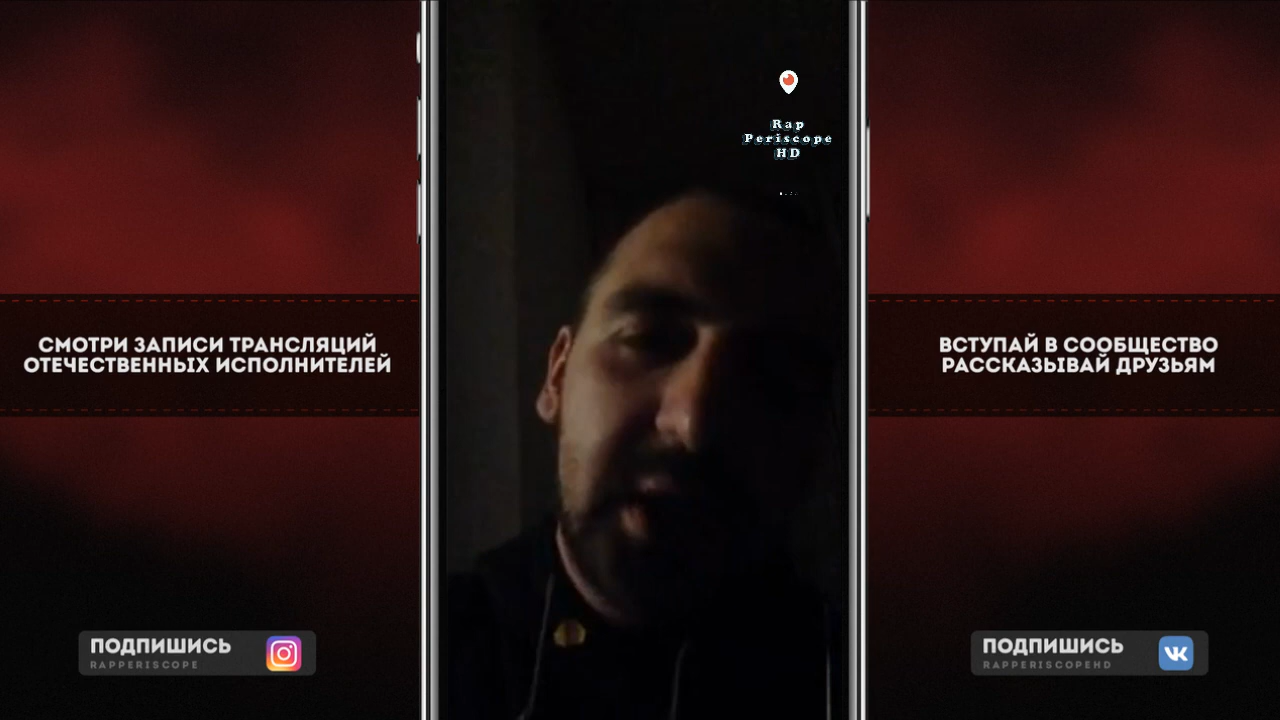 Rap
Periscope
HD
СМОТРИ ЗАПИСИ ТРАНСЛЯЦИЙ
ОТЕЧЕСТВЕННЫХ ИСПОЛНИТЕЛЕЙ
ВСТУПАЙ В СООБЩЕСТВО
РАССКАЗЫВАЙ ДРУЗЬЯМ
ПОДПИШИСЬ
RAPPERISCOPE
ПОДПИШИСЬ
RAPPERISCOPEHD